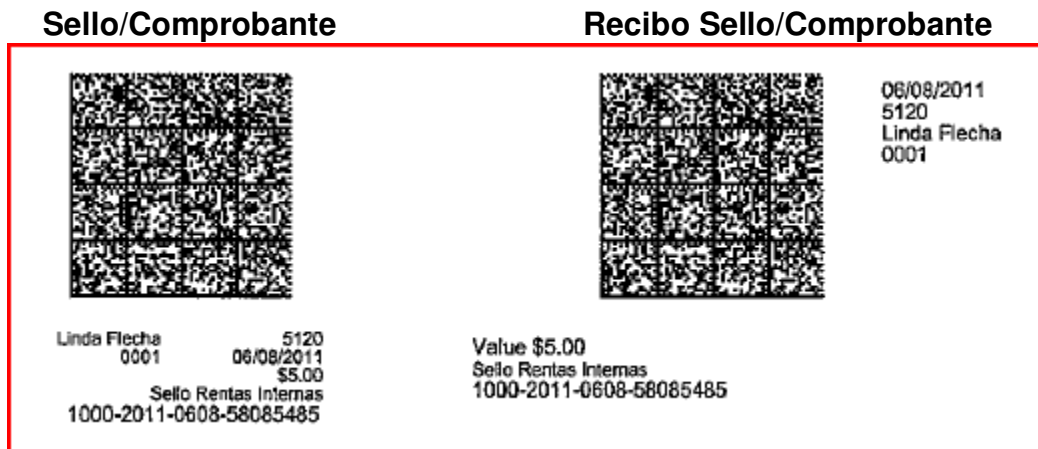 Sello/Comprobante
Recibo Sello/Comprobante
06/08/2011
5120
Linda Flecha
0001
Linda Flecha 5120
0001 06/08/2011
$5.00
Sello Rentas Internas
1000-2011-0608-58085485
Value $5.00
Sello Rentas Internas
1000-2011-0608-58085485